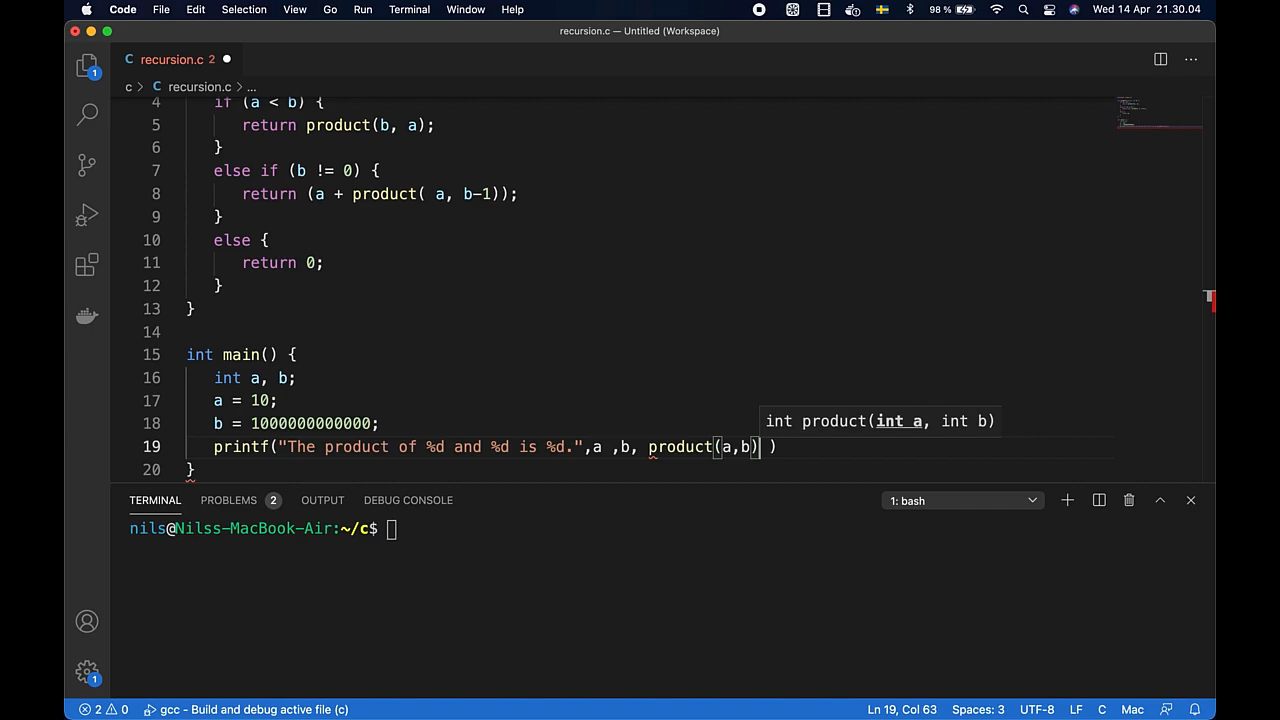 Code File Edit Selection View Go Run Terminal Window Help 98 % Wed 14 Apr 21.30.04
recursion.c — Untitled (Workspace)
C recursion.c 2
c > C recursion.c > ...
4 if (a < b) {
5 return product(b, a);
6 }
7 else if (b != 0) {
8 return (a + product( a, b-1));
9 }
10 else {
11 return 0;
12 }
13 }
14
15 int main() {
16 int a, b;
17 a = 10;
18 b = 1000000000000;
int product(int a, int b)
19 printf("The product of %d and %d is %d.",a ,b, product(a,b) )
20 }
TERMINAL PROBLEMS 2 OUTPUT DEBUG CONSOLE 1: bash
nils@Nilss-MacBook-Air:~/c$
1
1
2 0 gcc - Build and debug active file (c) Ln 19, Col 63 Spaces: 3 UTF-8 LF C Mac